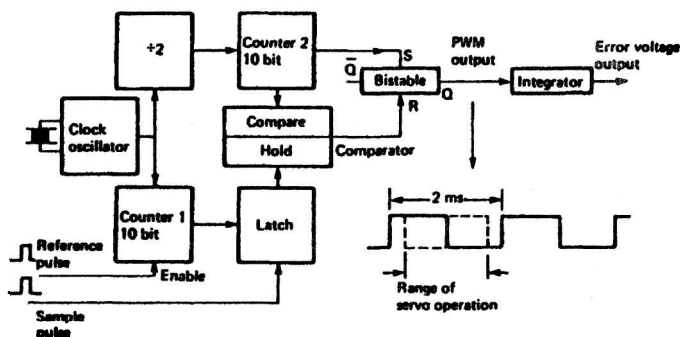 ÷2
Counter 2
10 bit
S
Q
Bistable
Q
R
PWM
output
Integrator
Error voltage
output
Clock
oscillator
Compare
Hold
Comparator
Counter 1
10 bit
Latch
Reference
pulse
Enable
Sample
pulse
2 ms
Range of
servo operation